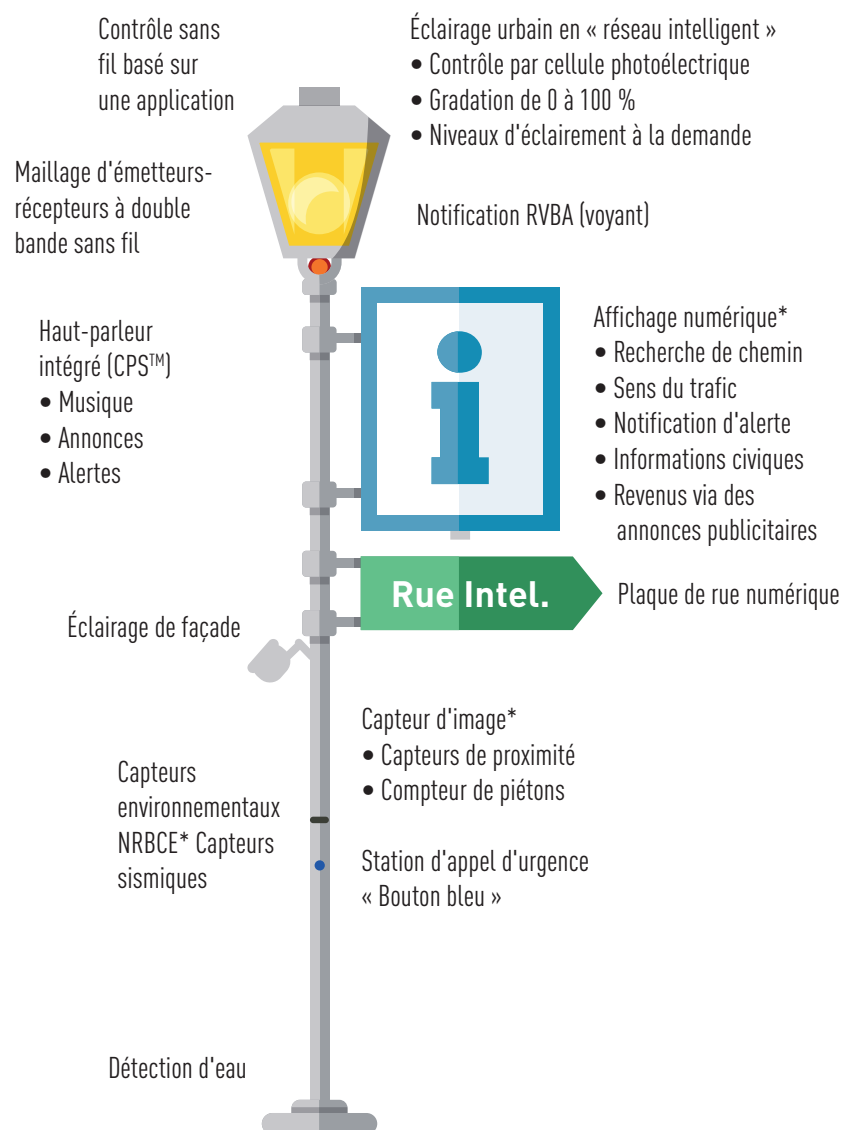 Contrôle sans
fil basé sur
une application
Éclairage urbain en « réseau intelligent »
• Contrôle par cellule photoélectrique
• Gradation de 0 à 100 %
• Niveaux d'éclairement à la demande
Maillage d'émetteurs-
récepteurs à double
bande sans fil
Notification RVBA (voyant)
Haut-parleur
intégré (CPS™)
• Musique
• Annonces
• Alertes
Affichage numérique*
• Recherche de chemin
• Sens du trafic
• Notification d'alerte
• Informations civiques
• Revenus via des
annonces publicitaires
i
Rue Intel.
Plaque de rue numérique
Éclairage de façade
Capteur d'image*
• Capteurs de proximité
• Compteur de piétons
Capteurs
environnementaux
NRBCE* Capteurs
sismiques
Station d'appel d'urgence
« Bouton bleu »
Détection d'eau